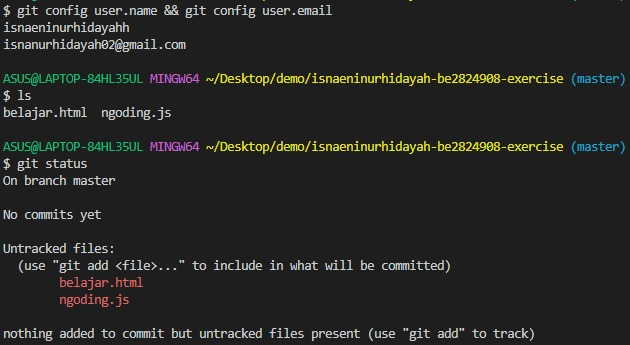 $ git config user.name && git config user.email
isnaeninurhidayahh
isnanurhidayah02@gmail.com
ASUS@LAPTOP-84HL35UL MINGW64 ~/Desktop/demo/isnaeninurhidayah-be2824908-exercise (master)
$ ls
belajar.html  ngoding.js
ASUS@LAPTOP-84HL35UL MINGW64 ~/Desktop/demo/isnaeninurhidayah-be2824908-exercise (master)
$ git status
On branch master
No commits yet
Untracked files:
  (use "git add <file>..." to include in what will be committed)
        belajar.html
        ngoding.js
nothing added to commit but untracked files present (use "git add" to track)